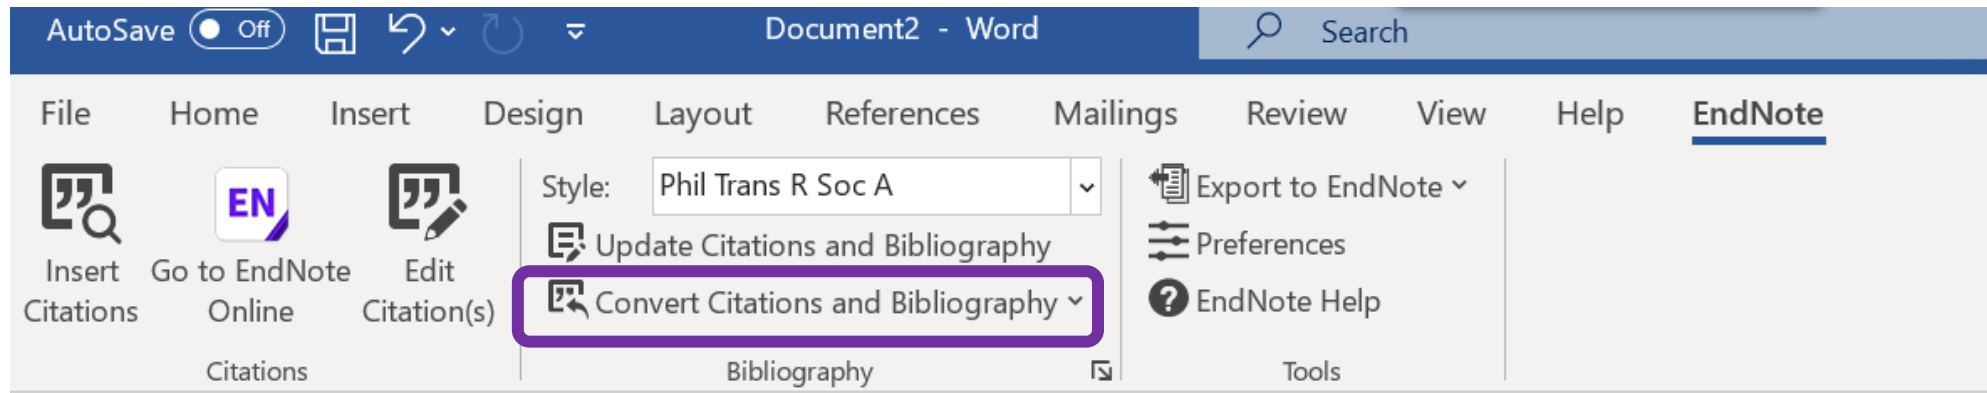 AutoSave Off Document2 - Word Search
File Home Insert Design Layout References Mailings Review View Help EndNote
Insert Citations
EN
Go to EndNote Online
Edit Citation(s)
Citations
Style: Phil Trans R Soc A
Update Citations and Bibliography
Convert Citations and Bibliography
Bibliography
Export to EndNote
Preferences
EndNote Help
Tools